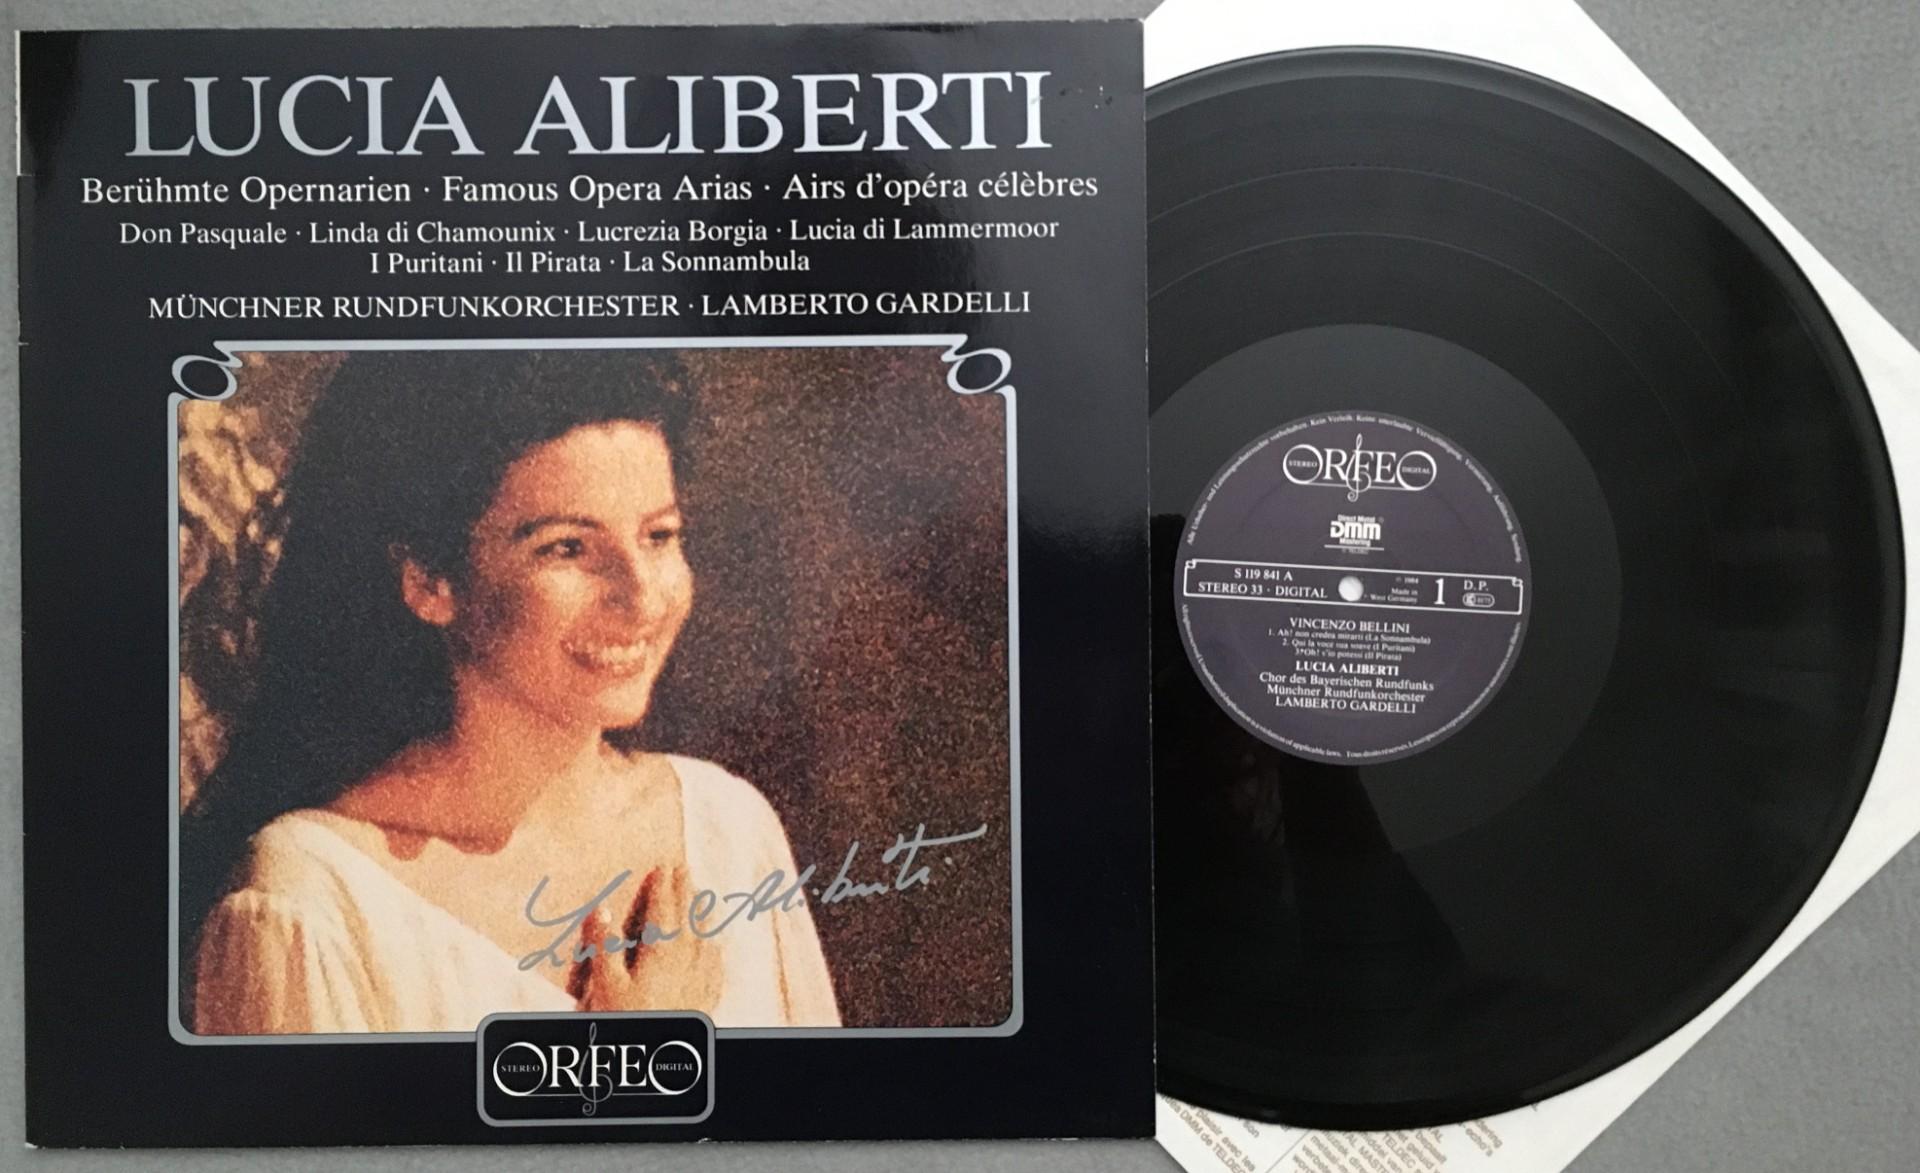 LUCIA ALIBERTI
Berühmte Opernarien · Famous Opera Arias · Airs d'opéra célèbres
Don Pasquale · Linda di Chamounix · Lucrezia Borgia · Lucia di Lammermoor
I Puritani · Il Pirata · La Sonnambula
MÜNCHNER RUNDFUNKORCHESTER · LAMBERTO GARDELLI
Lucia Aliberti
STEREO ORFEO DIGITAL
STEREO ORFEO DIGITAL
Direct Metal
DMM
Mastering
TELDEC
S 119 841 A
STEREO 33 · DIGITAL
℗ 1984
Made in
West Germany
1
D.P.
VINCENZO BELLINI
1. Ah! non credea mirarti (La Sonnambula)
2. Qui la voce sua soave (I Puritani)
3*Oh! s'io potessi (Il Pirata)
LUCIA ALIBERTI
Chor des Bayerischen Rundfunks
Münchner Rundfunkorchester
LAMBERTO GARDELLI